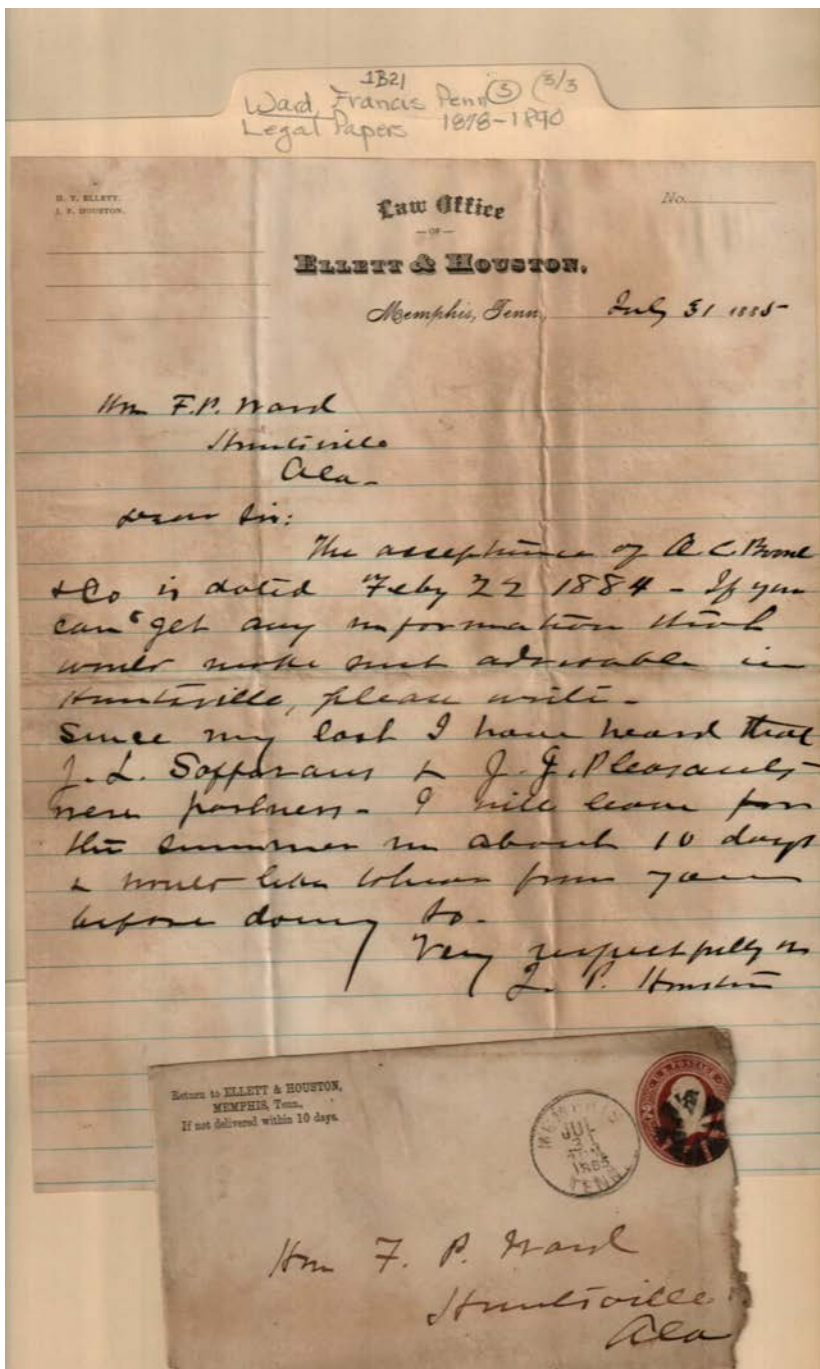 1B21
Ward, Francis Penn (3) (3/3
Legal Papers 1878-1890
H. T. ELLETT.
J. P. HOUSTON.
Law Office
—OF—
ELLETT & HOUSTON.
No.
Memphis, Tenn., July 31 1885
Hon F.P. Ward
Huntsville
Ala-
Dear Sir:
The acceptance of A. C.
& Co is dated Feby 22 1884 - If you
can get any information that
would make suit advisable in
Huntsville, please write-
Since my last I have heard that
J. L. Saffarans & J. J. Pleasants
were partners- I will leave for
the summer in about 10 days
& would like to hear from you
before doing so.
Very respectfully
J. P. Houston
Return to ELLETT & HOUSTON,
MEMPHIS, Tenn.,
If not delivered within 10 days.
MEMPHIS
JUL
31
1885
TENN.
U.S. POSTAGE
Hon F. P. Ward
Huntsville
Ala